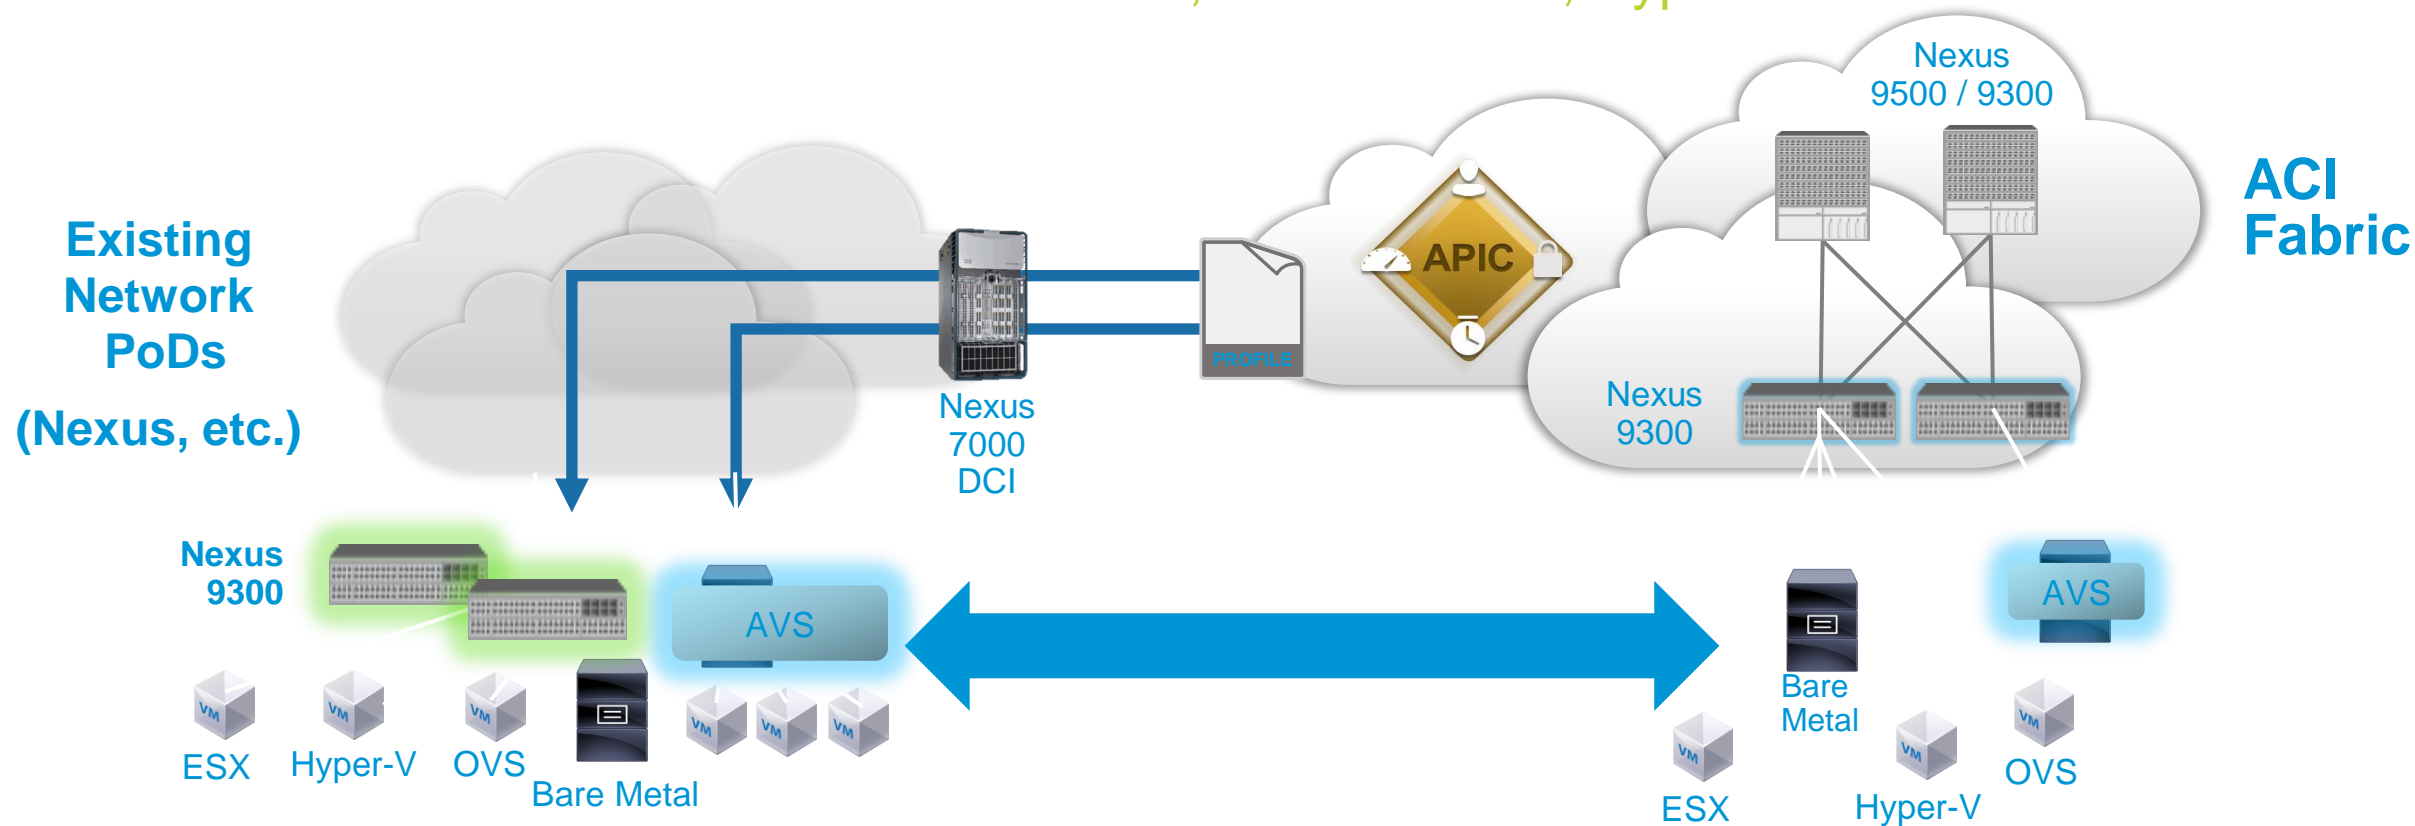 Nexus
9500 / 9300
ACI
Fabric
Existing
Network
PoDs
(Nexus, etc.)
APIC
PROFILE
Nexus
7000
DCI
Nexus
9300
Nexus
9300
AVS
AVS
VM
VM
VM
VM
VM
VM
ESX
Hyper-V
OVS
Bare Metal
Bare
Metal
VM
VM
VM
ESX
Hyper-V
OVS